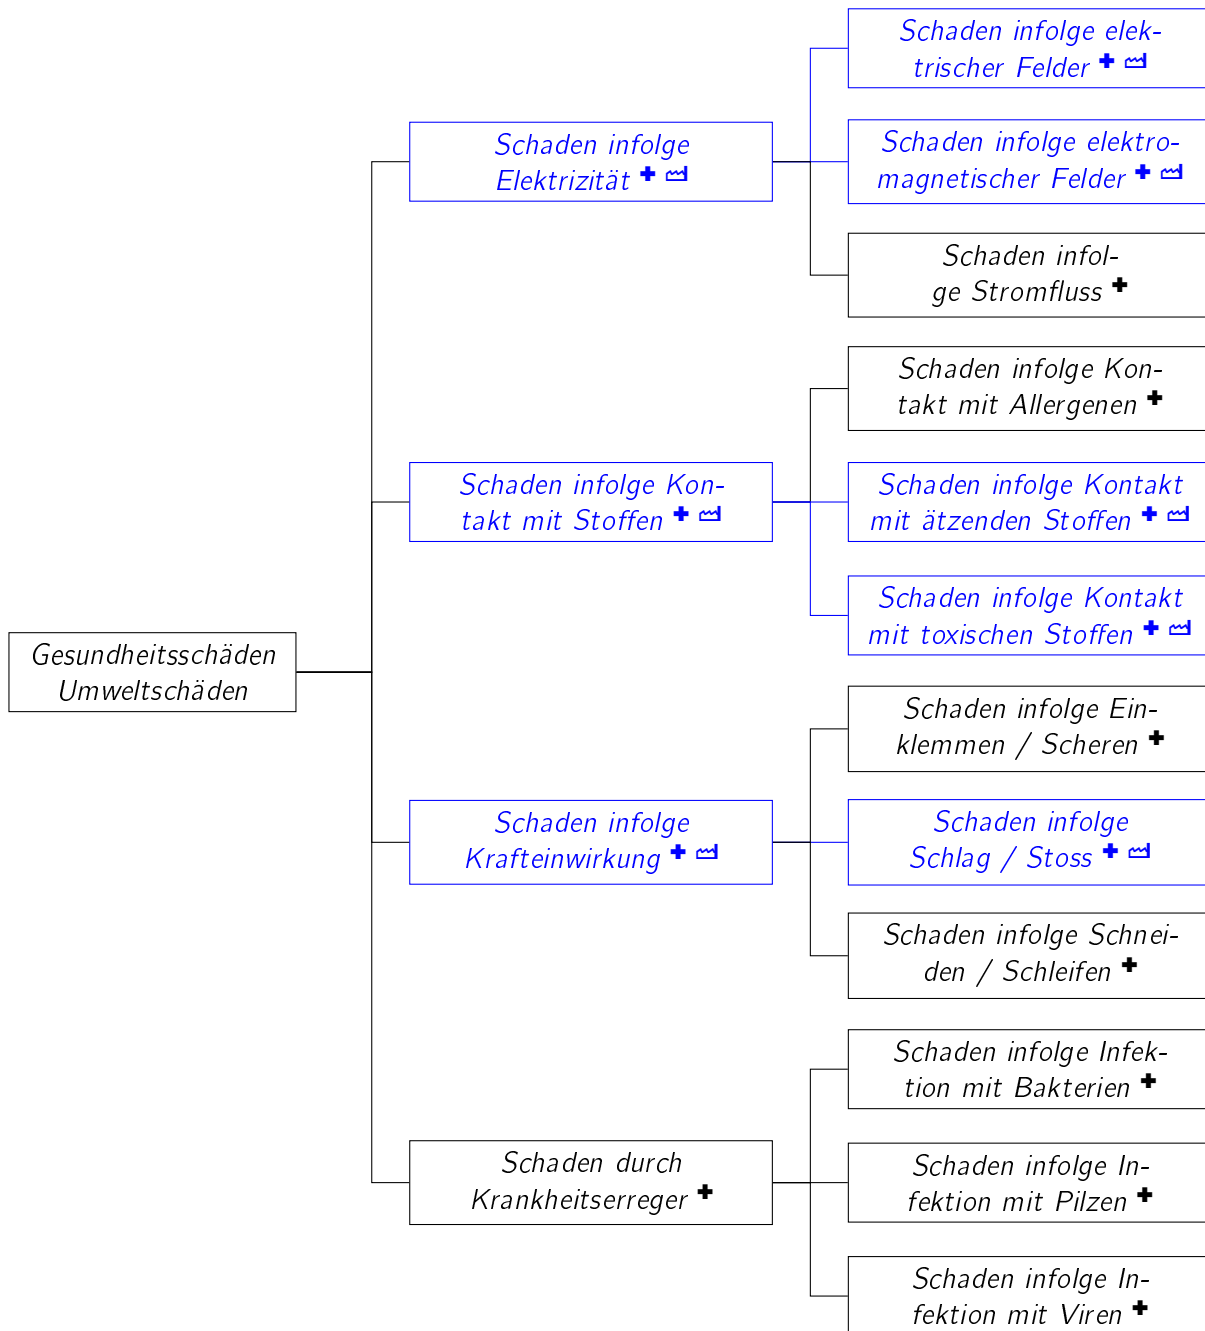 Gesundheitsschäden
Umweltschäden
Schaden infolge
Elektrizität
Schaden infolge elek-
trischer Felder
Schaden infolge elektro-
magnetischer Felder
Schaden infol-
ge Stromfluss
Schaden infolge Kon-
takt mit Stoffen
Schaden infolge Kon-
takt mit Allergenen
Schaden infolge Kontakt
mit ätzenden Stoffen
Schaden infolge Kontakt
mit toxischen Stoffen
Schaden infolge
Krafteinwirkung
Schaden infolge Ein-
klemmen / Scheren
Schaden infolge
Schlag / Stoss
Schaden infolge Schnei-
den / Schleifen
Schaden durch
Krankheitserreger
Schaden infolge Infek-
tion mit Bakterien
Schaden infolge In-
fektion mit Pilzen
Schaden infolge In-
fektion mit Viren